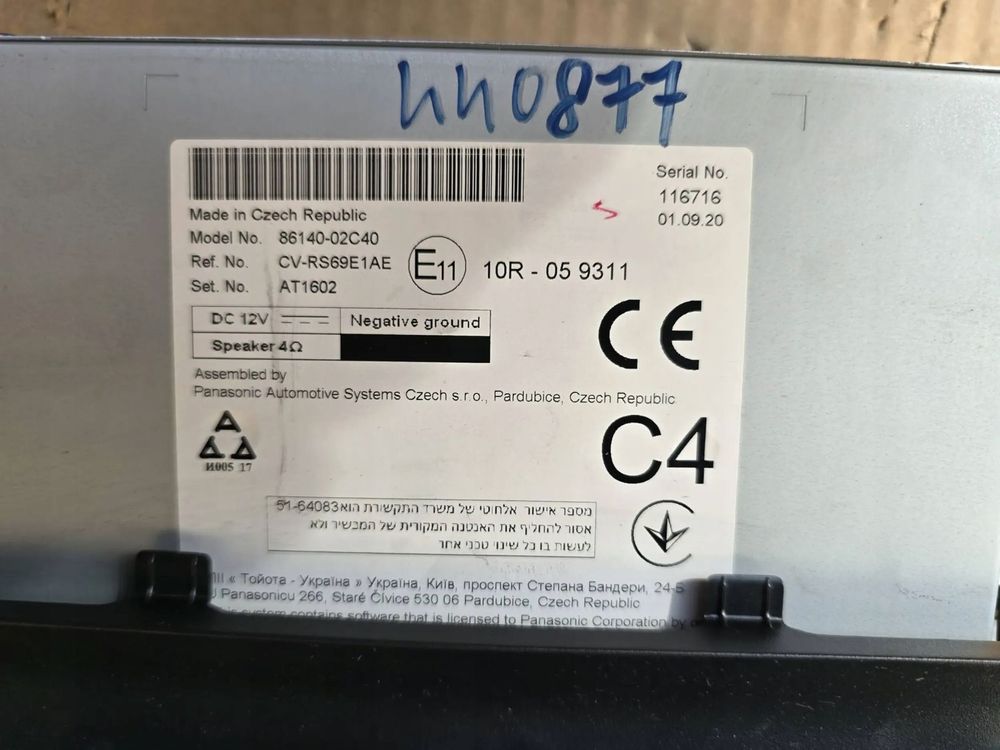 440877
Serial No.
116716
01.09.20
Made in Czech Republic
Model No. 86140-02C40
Ref. No. CV-RS69E1AE
Set. No. AT1602
E11 10R - 05 9311
DC 12V Negative ground
Speaker 4Ω
CE
Assembled by
Panasonic Automotive Systems Czech s.r.o., Pardubice, Czech Republic
C4
И005 17
מספר אישור אלחוטי של משרד התקשורת הוא 51-64083
אסור להחליף את האנטנה המקורית של המכשיר ולא
לעשות בו כל שינוי טכני אחר
ІІІ « Тойота - Україна » Україна, Київ, проспект Степана Бандери, 24-Б
Panasonicu 266, Staré Čívice 530 06 Pardubice, Czech Republic
system contains software that is licensed to Panasonic Corporation by